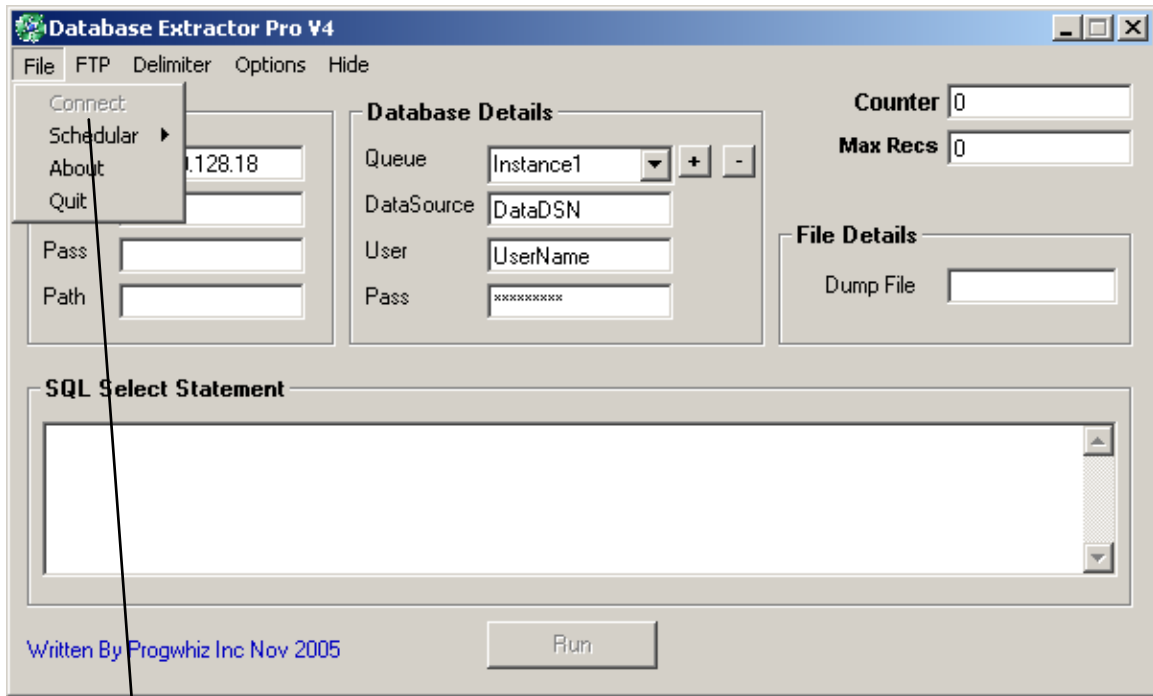 Database Extractor Pro V4
File FTP Delimiter Options Hide
Connect
Schedular
About
Quit
.128.18
Pass
Path
Database Details
Queue Instance1 + -
DataSource DataDSN
User UserName
Pass *********
Counter 0
Max Recs 0
File Details
Dump File
SQL Select Statement
Written By Progwhiz Inc Nov 2005
Run